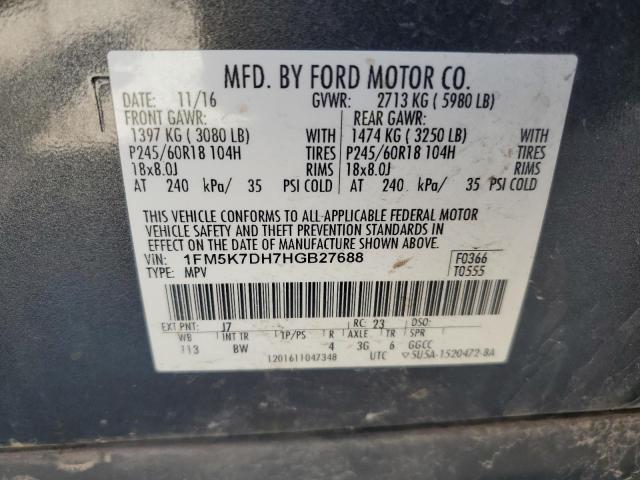 MFD. BY FORD MOTOR CO.
DATE: 11/16 GVWR: 2713 KG ( 5980 LB)
FRONT GAWR: REAR GAWR:
1397 KG ( 3080 LB) WITH 1474 KG ( 3250 LB) WITH
P245/60R18 104H TIRES P245/60R18 104H TIRES
18x8.0J RIMS 18x8.0J RIMS
AT 240 kPa/ 35 PSI COLD AT 240 kPa/ 35 PSI COLD
THIS VEHICLE CONFORMS TO ALL APPLICABLE FEDERAL MOTOR
VEHICLE SAFETY AND THEFT PREVENTION STANDARDS IN
EFFECT ON THE DATE OF MANUFACTURE SHOWN ABOVE.
VIN: 1FM5K7DH7HGB27688 F0366
TYPE: MPV T0555
EXT PNT: J7 RC: 23 DSO:
WB INT TR TP/PS R AXLE TR SPR
113 BW 4 3G 6 GGCC
1201611047348 UTC 5U5A-1520472-BA